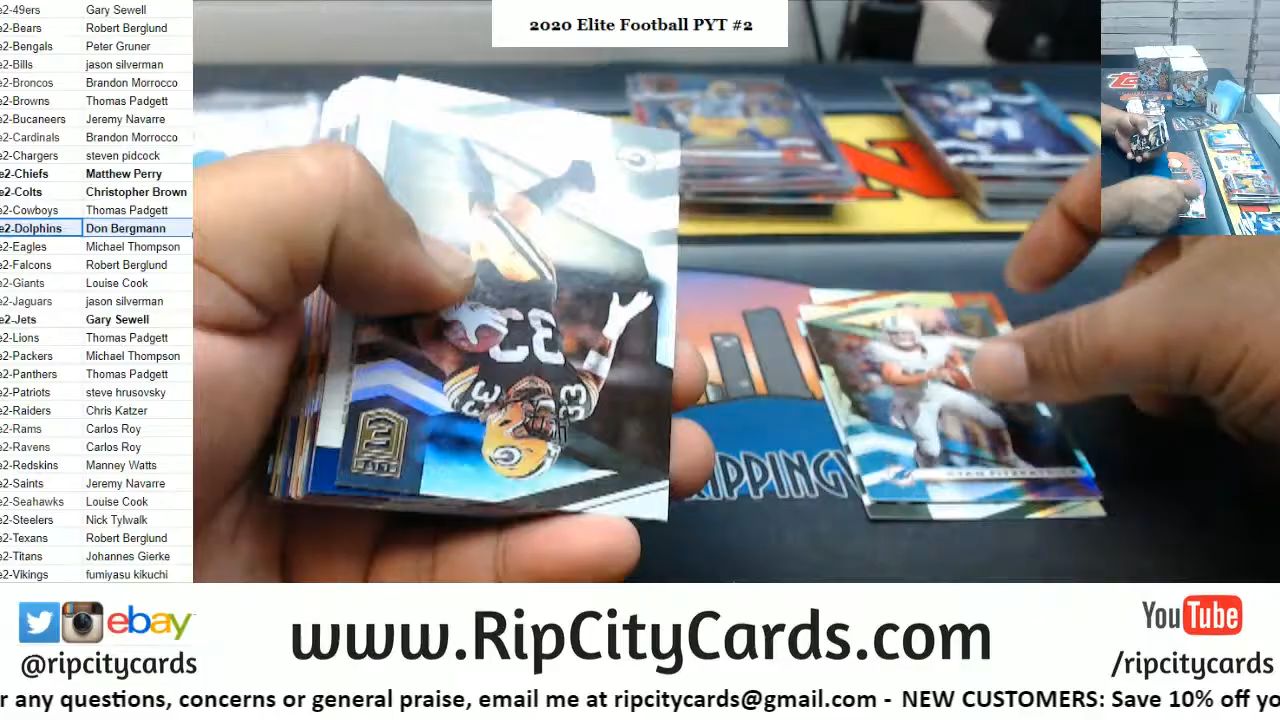 2020 Elite Football PYT #2
e2-49ers Gary Sewell
e2-Bears Robert Berglund
e2-Bengals Peter Gruner
e2-Bills jason silverman
e2-Broncos Brandon Morrocco
e2-Browns Thomas Padgett
e2-Bucaneers Jeremy Navarre
e2-Cardinals Brandon Morrocco
e2-Chargers steven pidcock
e2-Chiefs Matthew Perry
e2-Colts Christopher Brown
e2-Cowboys Thomas Padgett
e2-Dolphins Don Bergmann
e2-Eagles Michael Thompson
e2-Falcons Robert Berglund
e2-Giants Louise Cook
e2-Jaguars jason silverman
e2-Jets Gary Sewell
e2-Lions Thomas Padgett
e2-Packers Michael Thompson
e2-Panthers Thomas Padgett
e2-Patriots steve hrusovsky
e2-Raiders Chris Katzer
e2-Rams Carlos Roy
e2-Ravens Carlos Roy
e2-Redskins Manney Watts
e2-Saints Jeremy Navarre
e2-Seahawks Louise Cook
e2-Steelers Nick Tylwalk
e2-Texans Robert Berglund
e2-Titans Johannes Gierke
e2-Vikings fumiyasu kikuchi
33
33
RIPPING
ebay
@ripcitycards
www.RipCityCards.com
YouTube
/ripcitycards
r any questions, concerns or general praise, email me at ripcitycards@gmail.com - NEW CUSTOMERS: Save 10% off yo